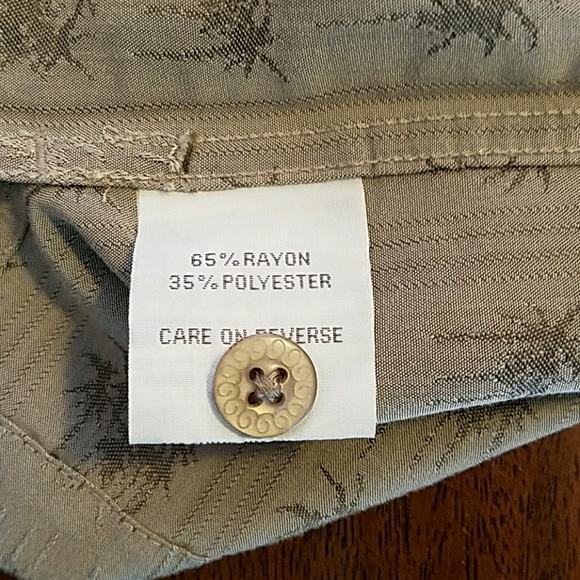 65% RAYON
35% POLYESTER
CARE ON REVERSE